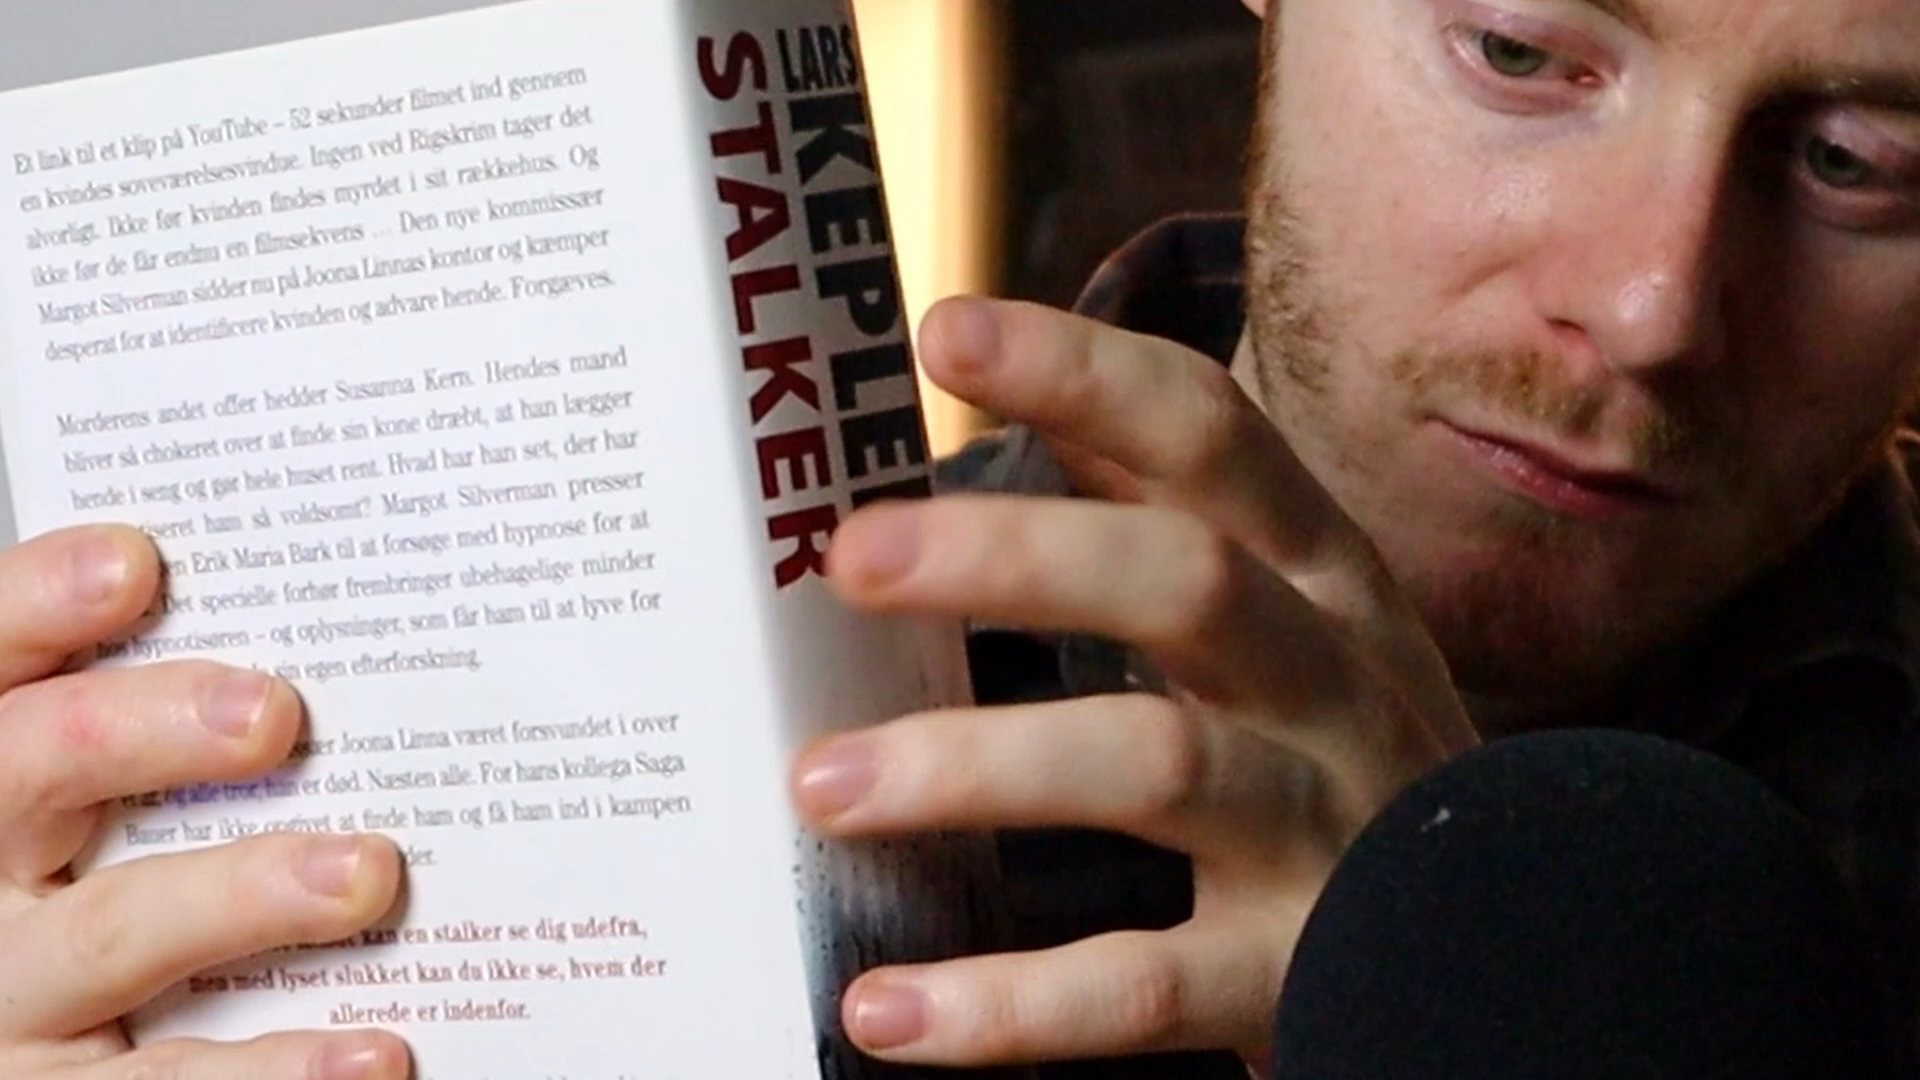 Et link til et klip på YouTube – 52 sekunder filmet ind gennem
en kvindes soveværelsesvindue. Ingen ved Rigskrim tager det
alvorligt. Ikke før kvinden findes myrdet i sit rækkehus. Og
ikke før de får endnu en filmsekvens ... Den nye kommissær
Margot Silverman sidder nu på Joona Linnas kontor og kæmper
desperat for at identificere kvinden og advare hende. Forgæves.
Morderens andet offer hedder Susanna Kern. Hendes mand
bliver så chokeret over at finde sin kone dræbt, at han lægger
hende i seng og gør hele huset rent. Hvad har han set, der har
ham så voldsomt? Margot Silverman presser
Erik Maria Bark til at forsøge med hypnose for at
Det specielle forhør frembringer ubehagelige minder
hos hypnotisøren – og oplysninger, som får ham til at lyve for
sin egen efterforskning.
Joona Linna været forsvundet i over
og alle tror, han er død. Næsten alle. For hans kollega Saga
Bauer har ikke opgivet at finde ham og få ham ind i kampen
kan en stalker se dig udefra,
men med lyset slukket kan du ikke se, hvem der
allerede er indenfor.
LARS
KEPLER
STALKER